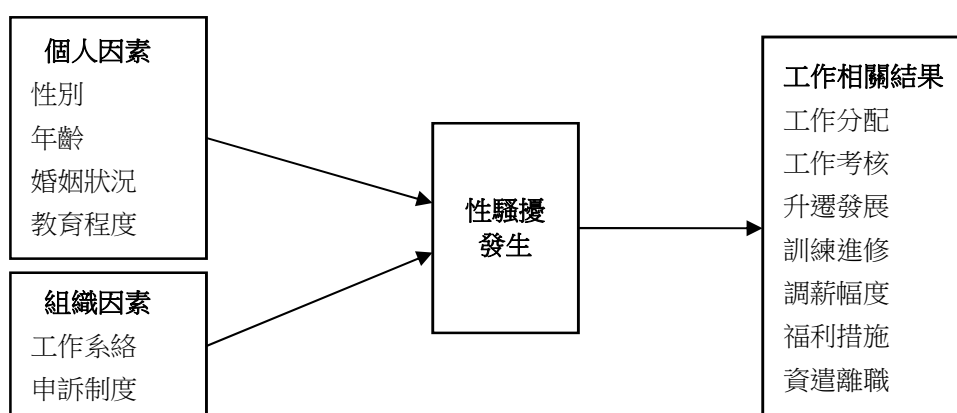 個人因素
性別
年齡
婚姻狀況
教育程度
組織因素
工作系絡
申訴制度
性騷擾
發生
工作相關結果
工作分配
工作考核
升遷發展
訓練進修
調薪幅度
福利措施
資遣離職